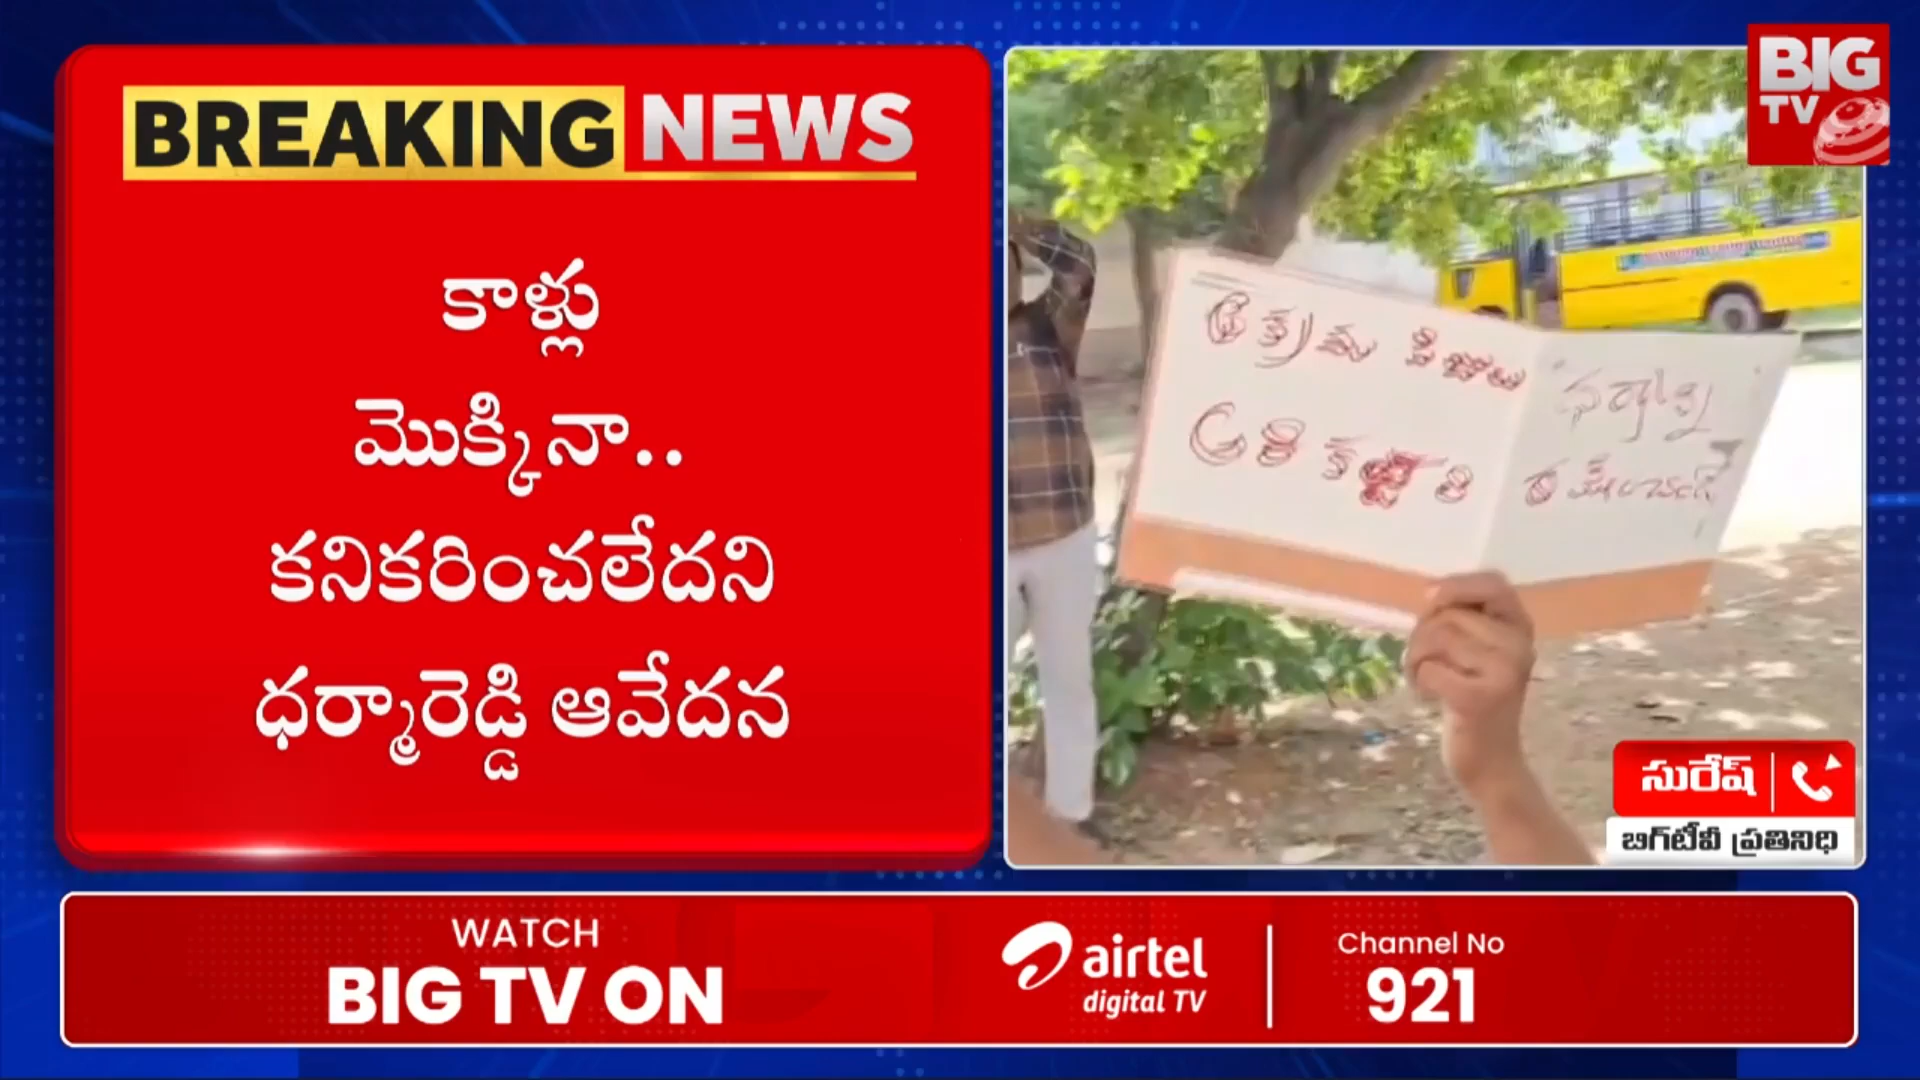 BREAKING NEWS
కాళ్లు
మొక్కినా..
కనికరించలేదని
ధర్మారెడ్డి ఆవేదన
BIG
TV
సురేష్
బిగ్‌టీవీ ప్రతినిధి
WATCH
BIG TV ON
airtel
digital TV
Channel No
921